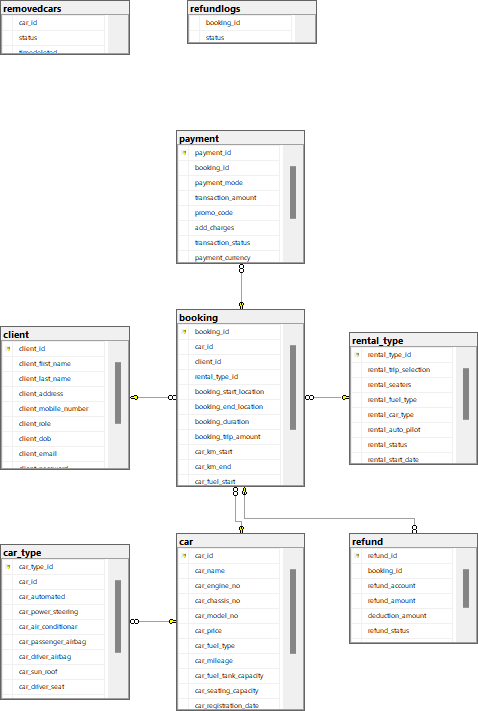 removedcars
car_id
status
timedeleted
refundlogs
booking_id
status
payment
payment_id
booking_id
payment_mode
transaction_amount
promo_code
add_charges
transaction_status
payment_currency
booking
booking_id
car_id
client_id
rental_type_id
booking_start_location
booking_end_location
booking_duration
booking_trip_amount
car_km_start
car_km_end
car_fuel_start
client
client_id
client_first_name
client_last_name
client_address
client_mobile_number
client_role
client_dob
client_email
client_password
rental_type
rental_type_id
rental_trip_selection
rental_seaters
rental_fuel_type
rental_car_type
rental_auto_pilot
rental_status
rental_start_date
car_type
car_type_id
car_id
car_automated
car_power_steering
car_air_conditionar
car_passenger_airbag
car_driver_airbag
car_sun_roof
car_driver_seat
car
car_id
car_name
car_engine_no
car_chassis_no
car_model_no
car_price
car_fuel_type
car_mileage
car_fuel_tank_capacity
car_seating_capacity
car_registration_date
refund
refund_id
booking_id
refund_account
refund_amount
deduction_amount
refund_status